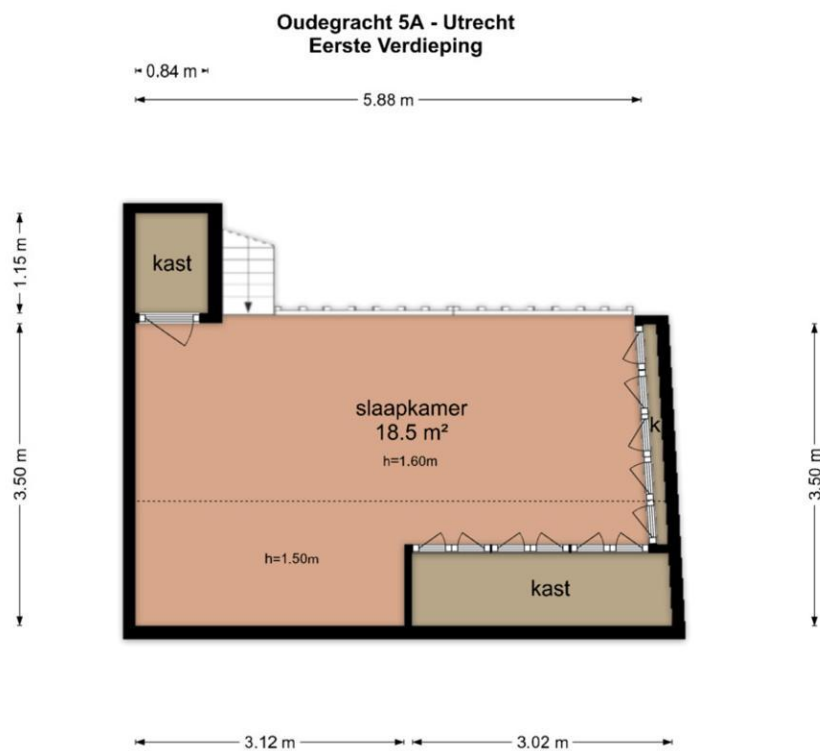 Oudegracht 5A - Utrecht
Eerste Verdieping
0.84 m
5.88 m
1.15 m
kast
3.50 m
slaapkamer
18.5 m²
h=1.60m
k
3.50 m
h=1.50m
kast
3.12 m
3.02 m